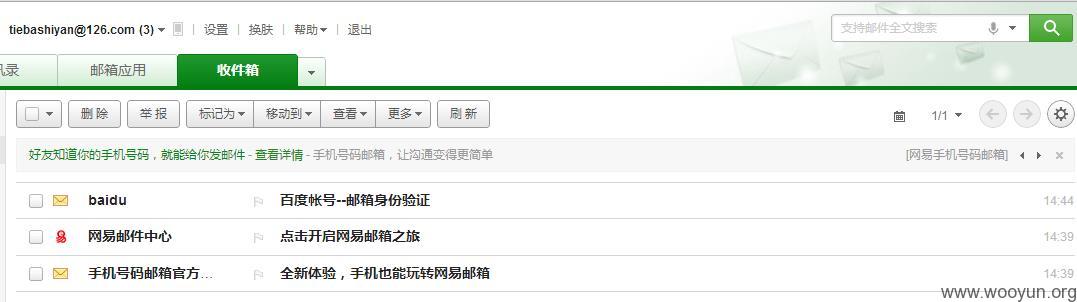 tiebashiyan@126.com (3) 设置 换肤 帮助 退出 支持邮件全文搜索
讯录 邮箱应用 收件箱
删 除 举 报 标记为 移动到 查看 更多 刷 新 1/1
好友知道你的手机号码，就能给你发邮件 - 查看详情 - 手机号码邮箱，让沟通变得更简单 [网易手机号码邮箱]
baidu 百度帐号--邮箱身份验证 14:44
网易邮件中心 点击开启网易邮箱之旅 14:39
手机号码邮箱官方... 全新体验，手机也能玩转网易邮箱 14:39
www.wooyun.org